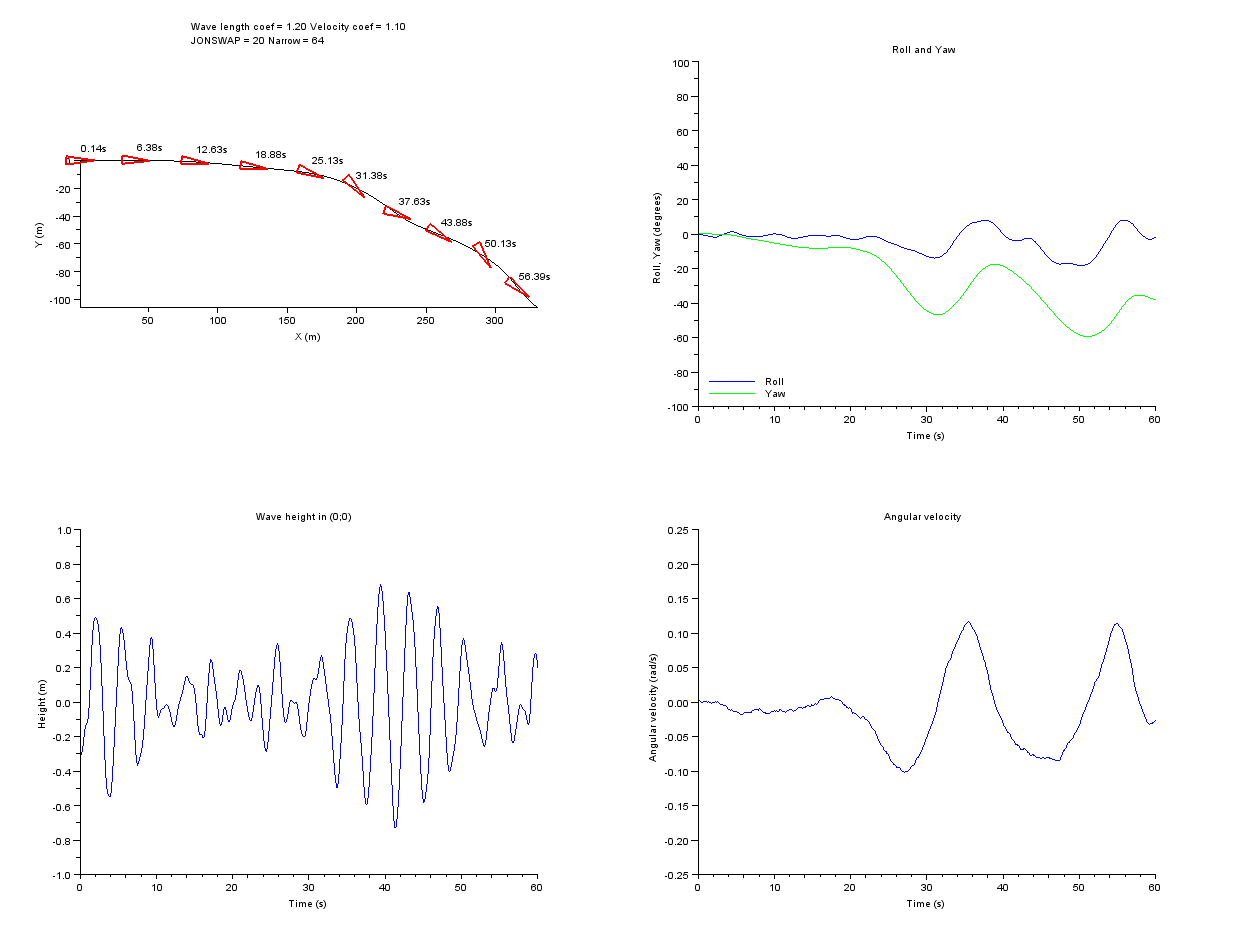 Wave length coef = 1.20 Velocity coef = 1.10
JONSWAP = 20 Narrow = 64
0.14s
6.38s
12.63s
18.88s
25.13s
31.38s
37.63s
43.88s
50.13s
56.39s
-20
-40
-60
-80
-100
Y (m)
50
100
150
200
250
300
X (m)
Roll and Yaw
100
80
60
40
20
0
-20
-40
-60
-80
-100
Roll, Yaw (degrees)
Roll
Yaw
0
10
20
30
40
50
60
Time (s)
Wave height in (0;0)
1.0
0.8
0.6
0.4
0.2
0.0
-0.2
-0.4
-0.6
-0.8
-1.0
Height (m)
0
10
20
30
40
50
60
Time (s)
Angular velocity
0.25
0.20
0.15
0.10
0.05
0.00
-0.05
-0.10
-0.15
-0.20
-0.25
Angular velocity (rad/s)
0
10
20
30
40
50
60
Time (s)